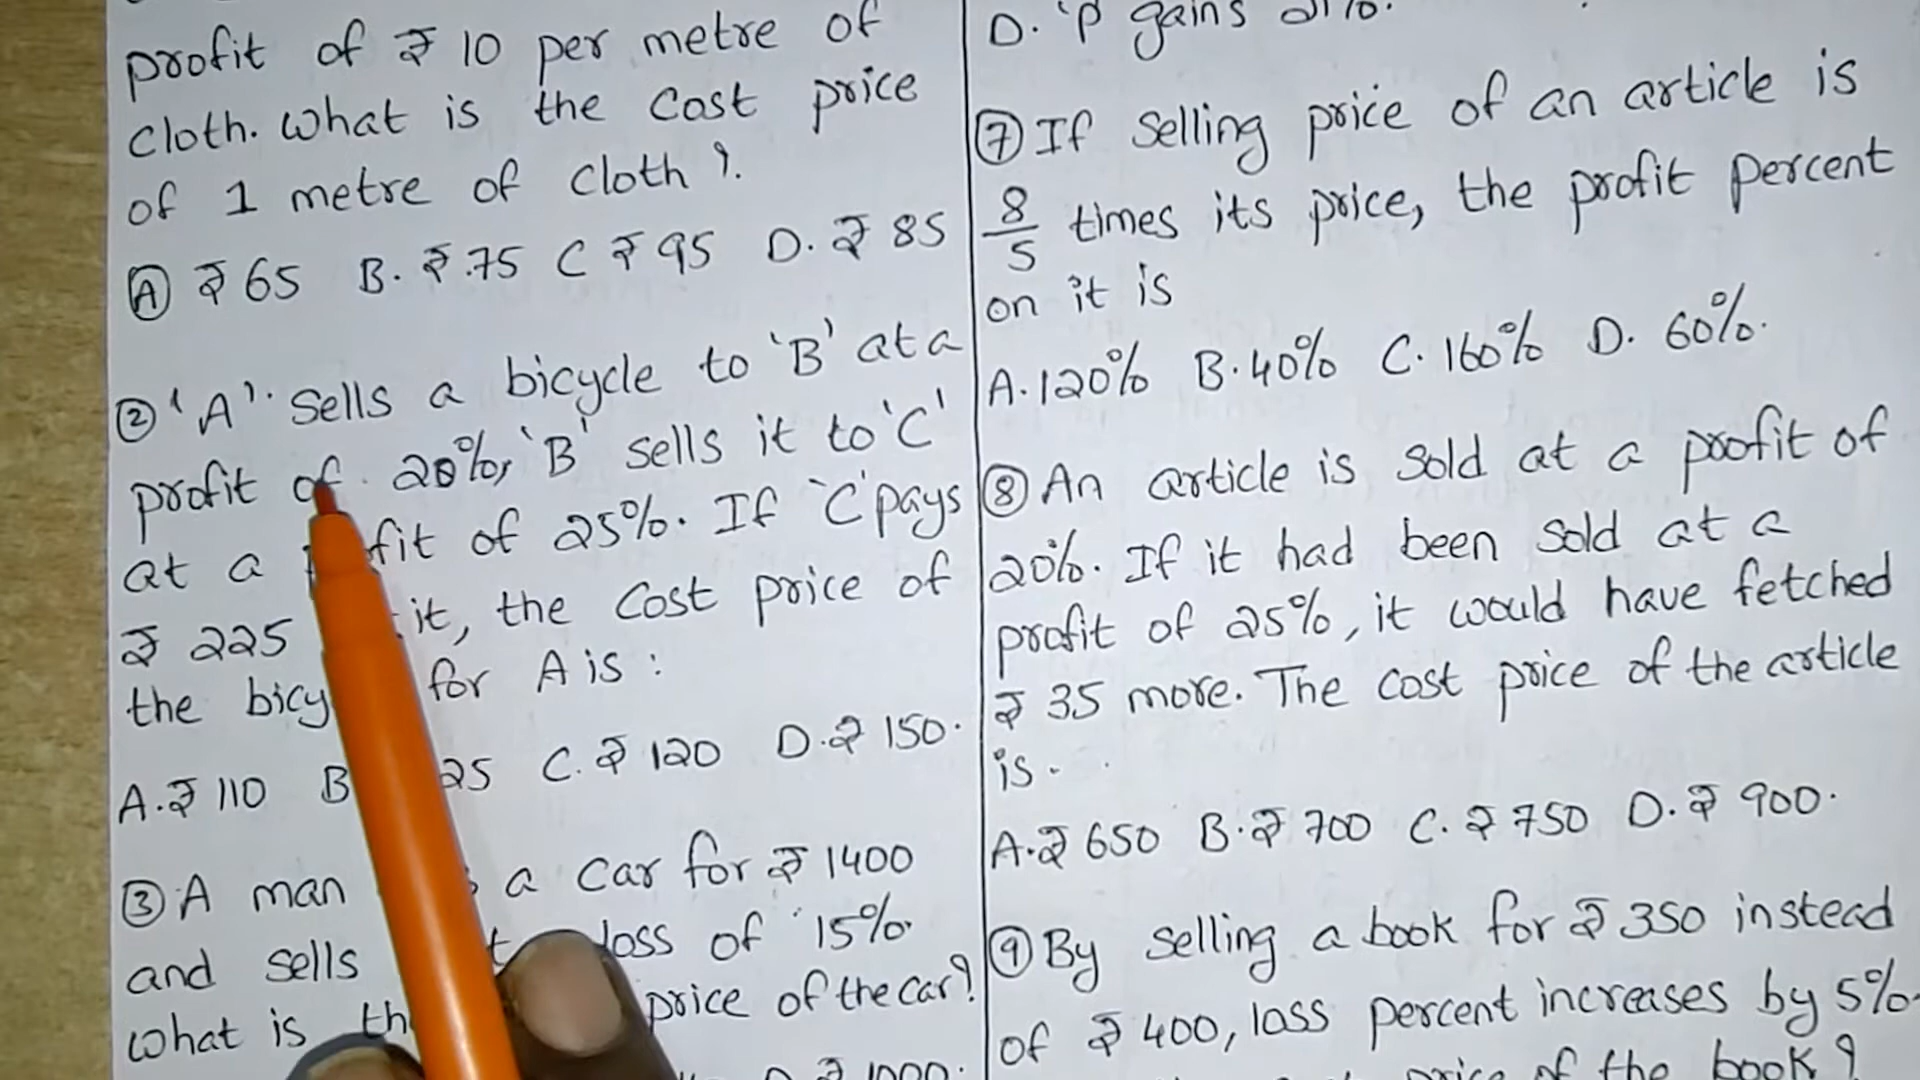 profit of ₹ 10 per metre of
cloth. What is the cost price
of 1 metre of cloth?.
A ₹ 65 B. ₹.75 C ₹ 95 D. ₹ 85
② 'A'. sells a bicycle to 'B' at a
profit of 20%, 'B' sells it to 'C'
at a fit of 25%. If 'C' pays
₹ 225 it, the cost price of
the bicy for A is :
A. ₹ 110 B 25 C. ₹ 120 D. ₹ 150.
③ A man a car for ₹ 1400
and sells loss of 15%.
What is th price of the car?
D. ₹ 1000.
D. 'P gains
⑦ If selling price of an article is
8/5 times its price, the profit percent
on it is
A. 120% B. 40% C. 160% D. 60%.
⑧ An article is sold at a profit of
20%. If it had been sold at a
profit of 25%, it would have fetched
₹ 35 more. The cost price of the article
is.
A. ₹ 650 B. ₹ 700 C. ₹ 750 D. ₹ 900.
⑨ By selling a book for ₹ 350 instead
of ₹ 400, loss percent increases by 5%.
price of the book?